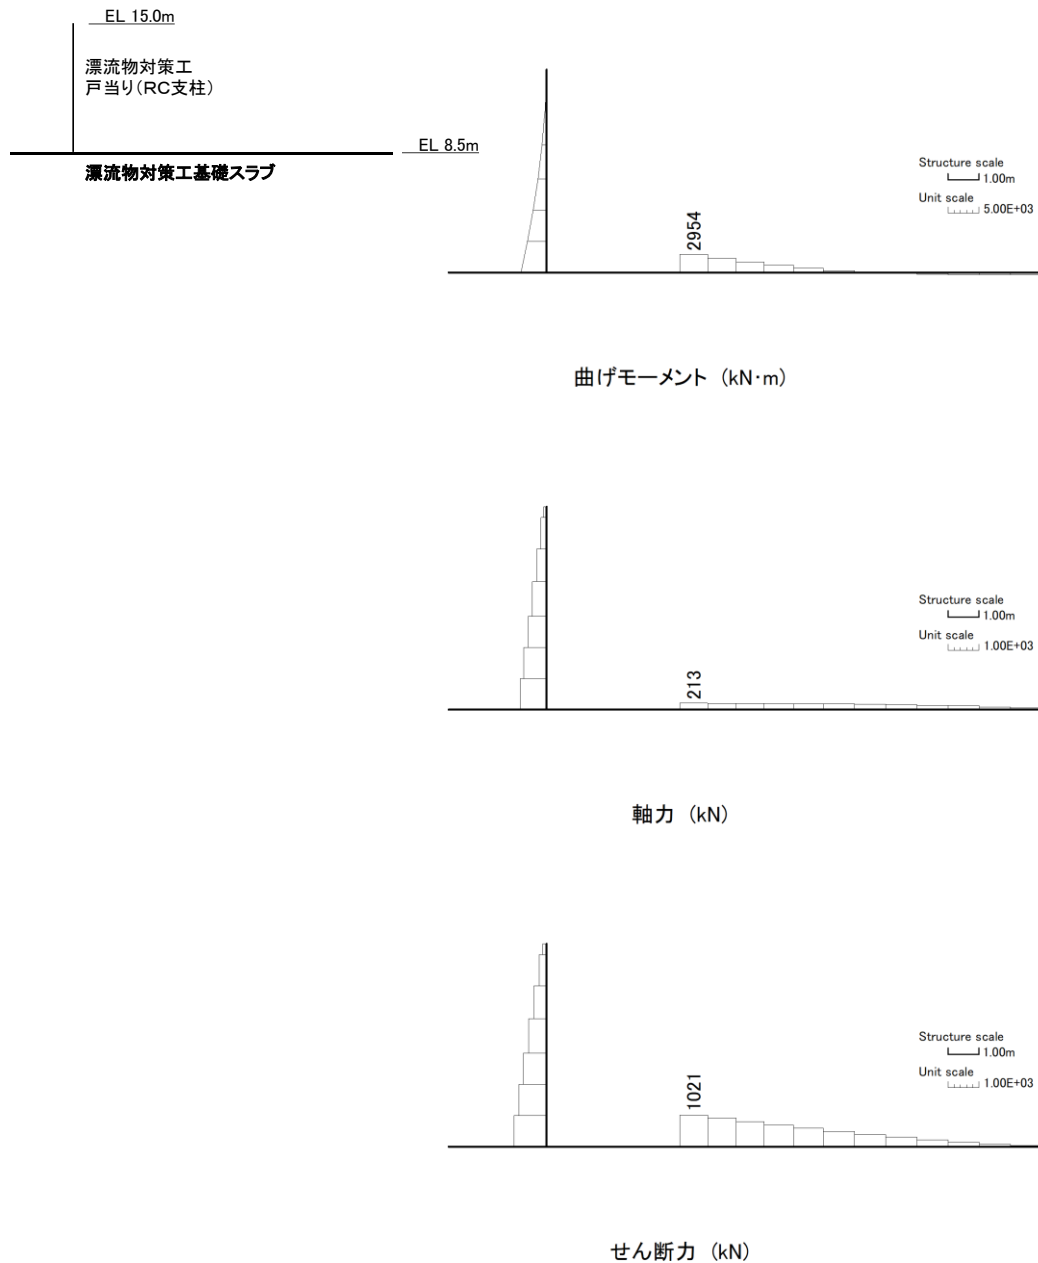 EL 15.0m
漂流物対策工
戸当り(RC支柱)
EL 8.5m
漂流物対策工基礎スラブ
Structure scale
1.00m
Unit scale
5.00E+03
2954
曲げモーメント (kN・m)
Structure scale
1.00m
Unit scale
1.00E+03
213
軸力 (kN)
Structure scale
1.00m
Unit scale
1.00E+03
1021
せん断力 (kN)